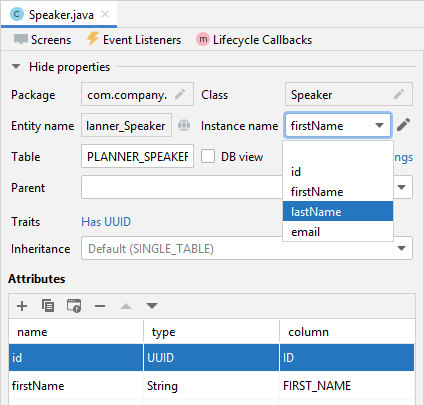 Speaker.java
Screens Event Listeners m Lifecycle Callbacks
Hide properties
Package com.company. Class Speaker
Entity name lanner_Speaker Instance name firstName
Table PLANNER_SPEAKER DB view ngs
id
firstName
lastName
email
Parent
Traits Has UUID
Inheritance Default (SINGLE_TABLE)
Attributes
name type column
id UUID ID
firstName String FIRST_NAME